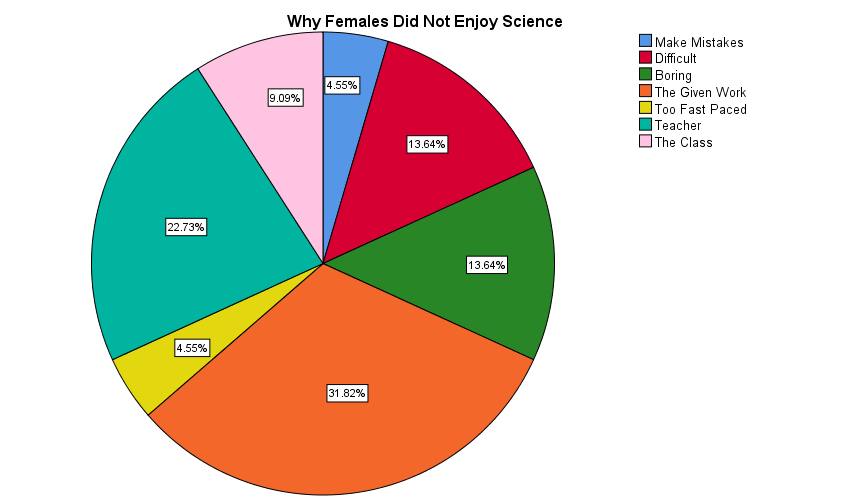 Why Females Did Not Enjoy Science
Make Mistakes
Difficult
Boring
The Given Work
Too Fast Paced
Teacher
The Class
4.55%
9.09%
13.64%
22.73%
13.64%
4.55%
31.82%